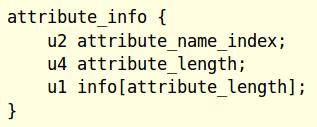 attribute_info {
    u2 attribute_name_index;
    u4 attribute_length;
    u1 info[attribute_length];
}